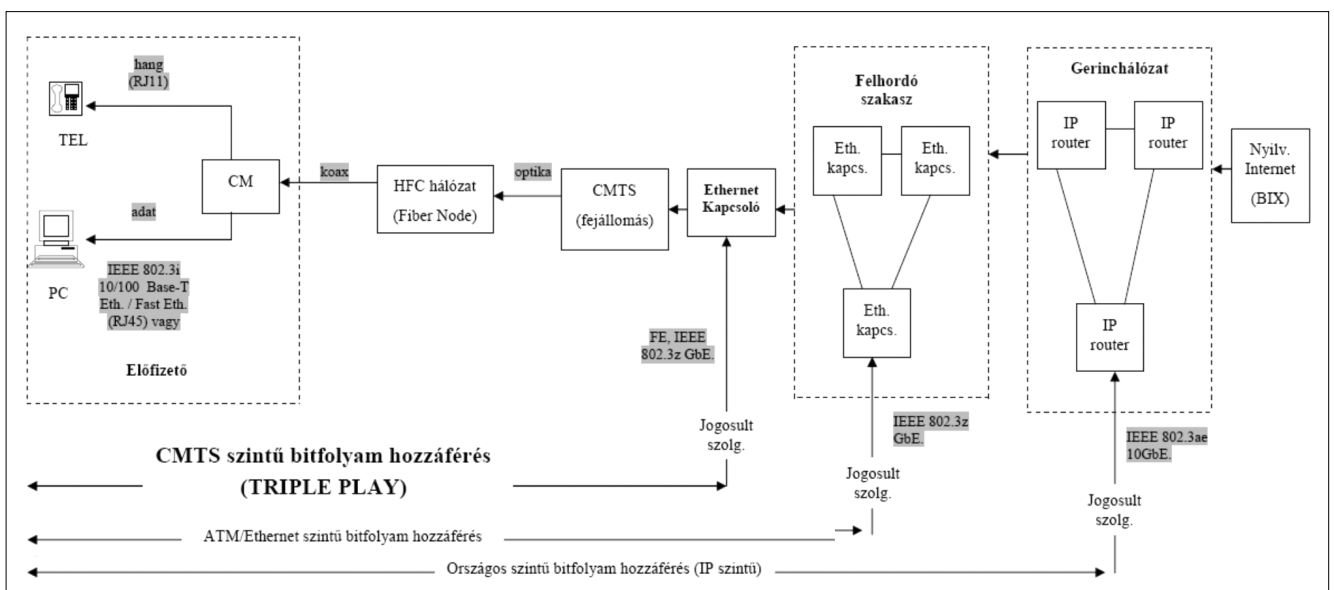 hang
(RJ11)
TEL
CM
adat
PC
IEEE 802.3i
10/100 Base-T
Eth. / Fast Eth.
(RJ45) vagy
Előfizető
koax
HFC hálózat
(Fiber Node)
optika
CMTS
(fejállomás)
Ethernet
Kapcsoló
Felhordó
szakasz
Eth.
kapcs.
Eth.
kapcs.
Eth.
kapcs.
Gerinchálózat
IP
router
IP
router
IP
router
Nyilv.
Internet
(BIX)
FE, IEEE
802.3z GbE.
Jogosult
szolg.
IEEE 802.3z
GbE.
Jogosult
szolg.
IEEE 802.3ae
10GbE.
Jogosult
szolg.
CMTS szintű bitfolyam hozzáférés
(TRIPLE PLAY)
ATM/Ethernet szintű bitfolyam hozzáférés
Országos szintű bitfolyam hozzáférés (IP szintű)